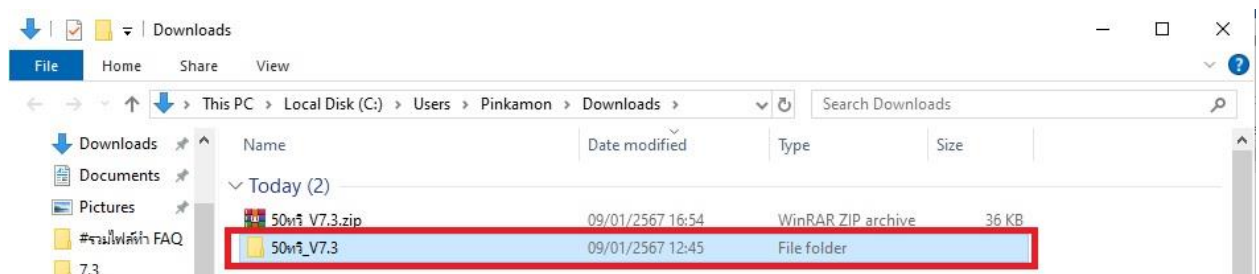 Downloads
File Home Share View
This PC > Local Disk (C:) > Users > Pinkamon > Downloads > Search Downloads
Downloads
Documents
Pictures
#รวมไฟล์ทำ FAQ
7.3
Name Date modified Type Size
Today (2)
50ทวิ_V7.3.zip 09/01/2567 16:54 WinRAR ZIP archive 36 KB
50ทวิ_V7.3 09/01/2567 12:45 File folder